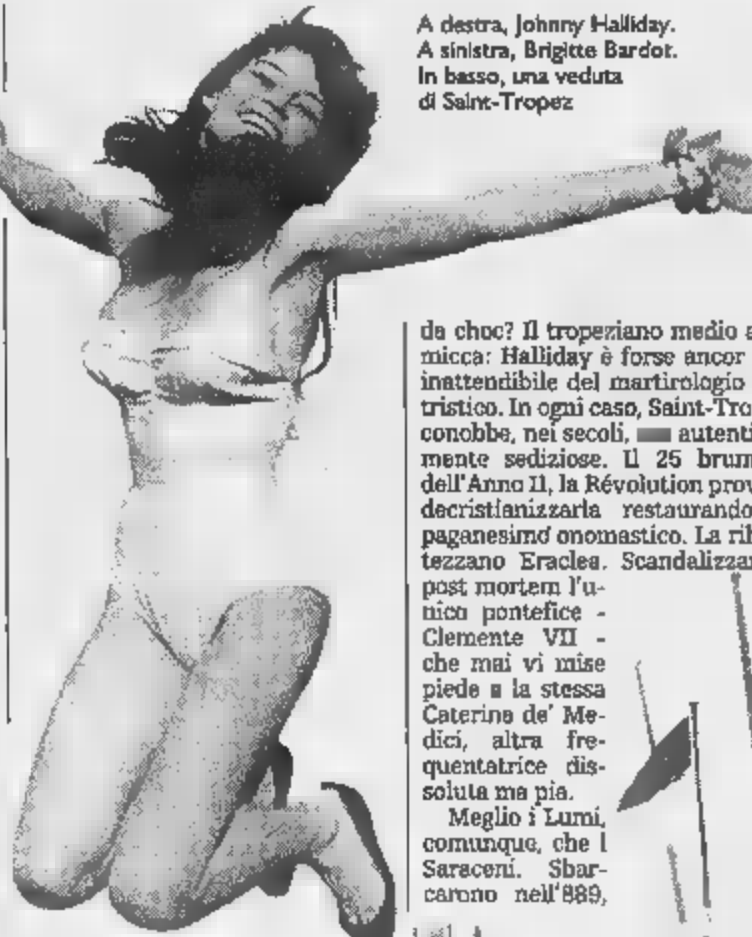 A destra, Johnny Halliday.
A sinistra, Brigitte Bardot.
In basso, una veduta
di Saint-Tropez
da choc? Il tropeziano medio a
micca: Halliday è forse ancor
inattendibile del martirologio
tristico. In ogni caso, Saint-Tro
conobbe, nei secoli, autenti
mente sediziose. Il 25 brum
dell'Anno II, la Révolution prov
decristianizzarla restaurando
paganesimo onomastico. La rib
tezzano Eraclea. Scandalizzar
post mortem l'u-
nico pontefice -
Clemente VII -
che mai vi mise
piede e la stessa
Caterina de' Me-
dici, altra fre-
quentatrice dis-
soluta ma pia.
Meglio i Lumi,
comunque, che i
Saraceni. Sbar-
carono nell'889,